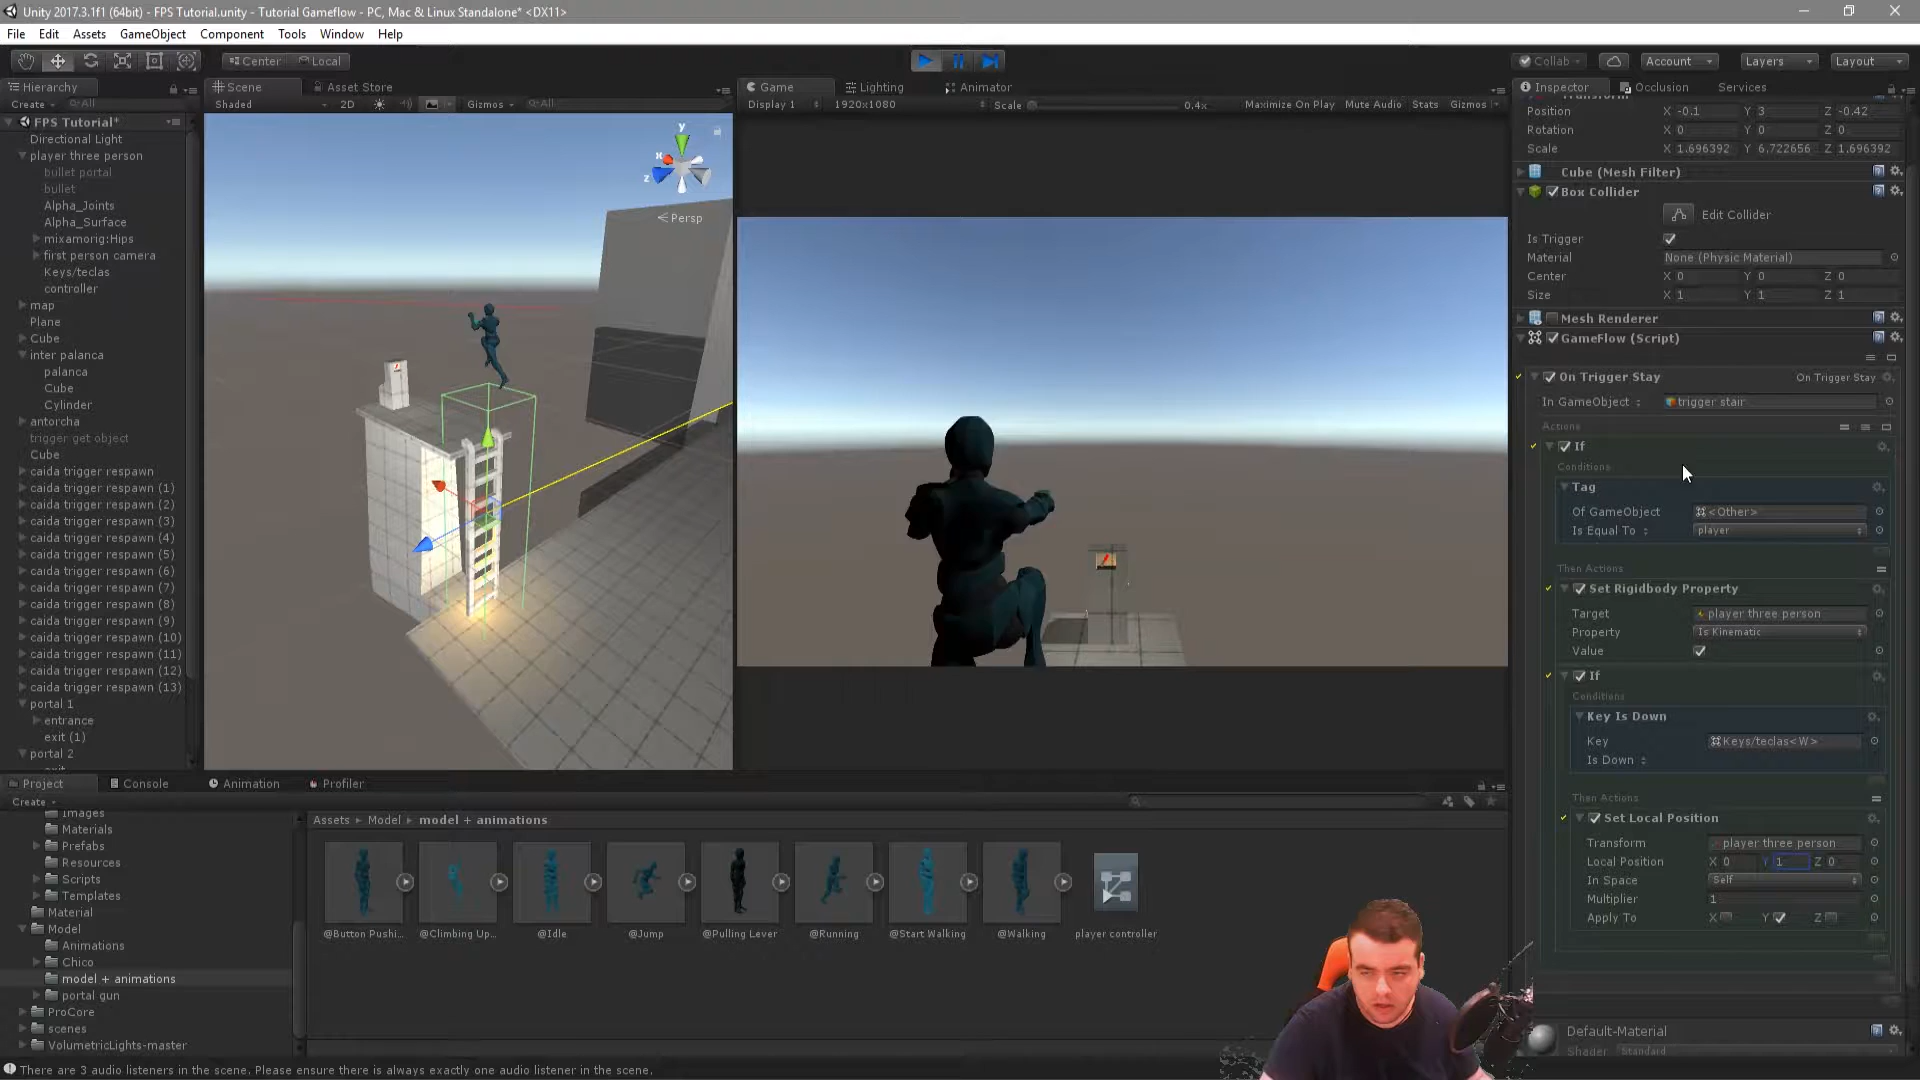 Unity 2017.3.1f1 (64bit) - FPS Tutorial.unity - Tutorial Gameflow - PC, Mac & Linux Standalone* <DX11>
File Edit Assets GameObject Component Tools Window Help
Center Local
Collab Account Layers Layout
Hierarchy
Create All
FPS Tutorial*
Directional Light
player three person
bullet portal
bullet
Alpha_Joints
Alpha_Surface
mixamorig:Hips
first person camera
Keys/teclas
controller
map
Plane
Cube
inter palanca
palanca
Cube
Cylinder
antorcha
trigger get object
Cube
caida trigger respawn
caida trigger respawn (1)
caida trigger respawn (2)
caida trigger respawn (3)
caida trigger respawn (4)
caida trigger respawn (5)
caida trigger respawn (6)
caida trigger respawn (7)
caida trigger respawn (8)
caida trigger respawn (9)
caida trigger respawn (10)
caida trigger respawn (11)
caida trigger respawn (12)
caida trigger respawn (13)
portal 1
entrance
exit (1)
portal 2
Scene Asset Store
Shaded 2D Gizmos All
y
x
z
Persp
Game Lighting Animator
Display 1 1920x1080 Scale 0.4x Maximize On Play Mute Audio Stats Gizmos
Inspector Occlusion Services
Position X -0.1 Y 3 Z -0.42
Rotation X 0 Y 0 Z 0
Scale X 1.696392 Y 6.722656 Z 1.696392
Cube (Mesh Filter)
Box Collider
Edit Collider
Is Trigger
Material None (Physic Material)
Center X 0 Y 0 Z 0
Size X 1 Y 1 Z 1
Mesh Renderer
GameFlow (Script)
On Trigger Stay On Trigger Stay
In GameObject trigger stair
Actions
If
Conditions
Tag
Of GameObject <Other>
Is Equal To player
Then Actions
Set Rigidbody Property
Target player three person
Property Is Kinematic
Value
If
Conditions
Key Is Down
Key Keys/teclas<W>
Is Down
Then Actions
Set Local Position
Transform player three person
Local Position X 0 Y 1 Z 0
In Space Self
Multiplier 1
Apply To X Y Z
Default-Material
Shader Standard
Project Console Animation Profiler
Create
Images
Materials
Prefabs
Resources
Scripts
Templates
Material
Model
Animations
Chico
model + animations
portal gun
ProCore
scenes
VolumetricLights-master
Assets Model model + animations
@Button Pushi... @Climbing Up... @Idle @Jump @Pulling Lever @Running @Start Walking @Walking player controller
There are 3 audio listeners in the scene. Please ensure there is always exactly one audio listener in the scene.